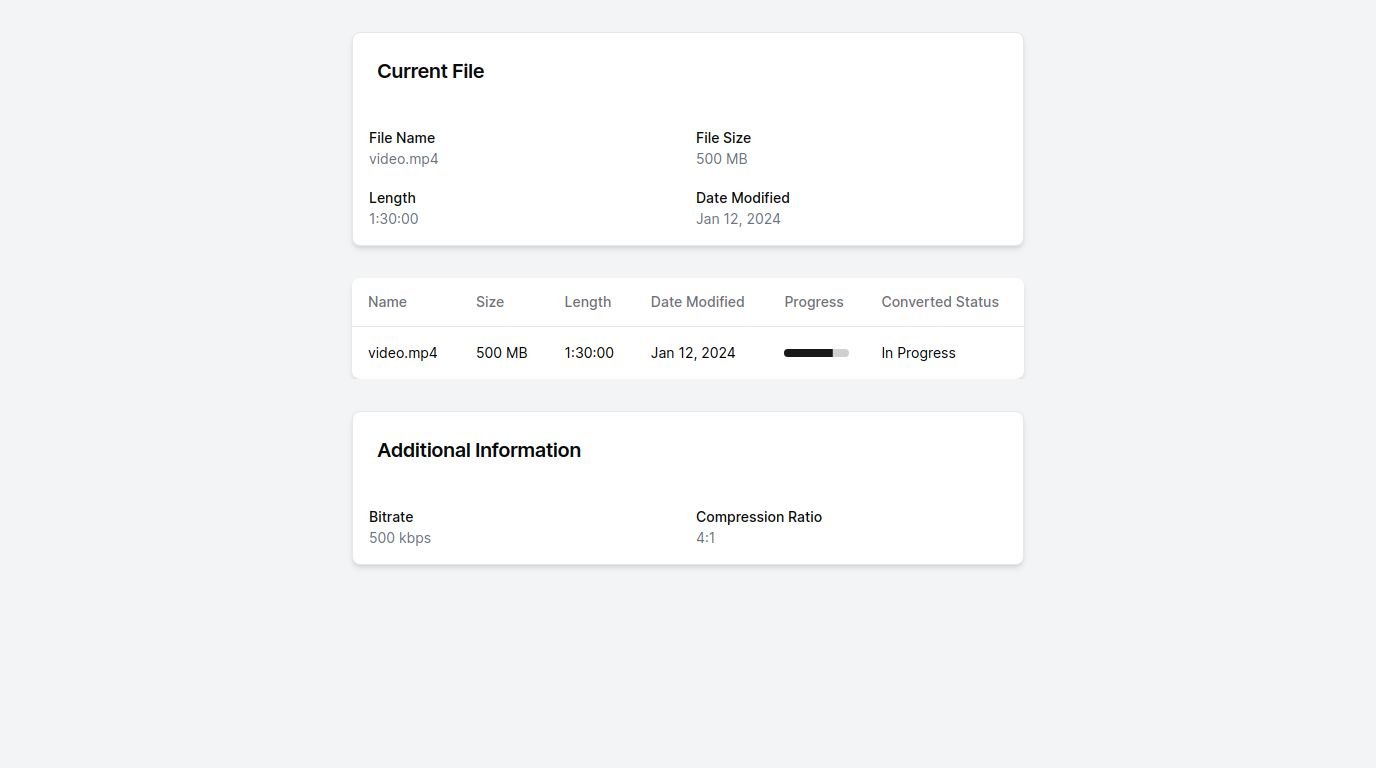 Current File
File Name File Size
video.mp4 500 MB
Length Date Modified
1:30:00 Jan 12, 2024
Name Size Length Date Modified Progress Converted Status
video.mp4 500 MB 1:30:00 Jan 12, 2024 In Progress
Additional Information
Bitrate Compression Ratio
500 kbps 4:1